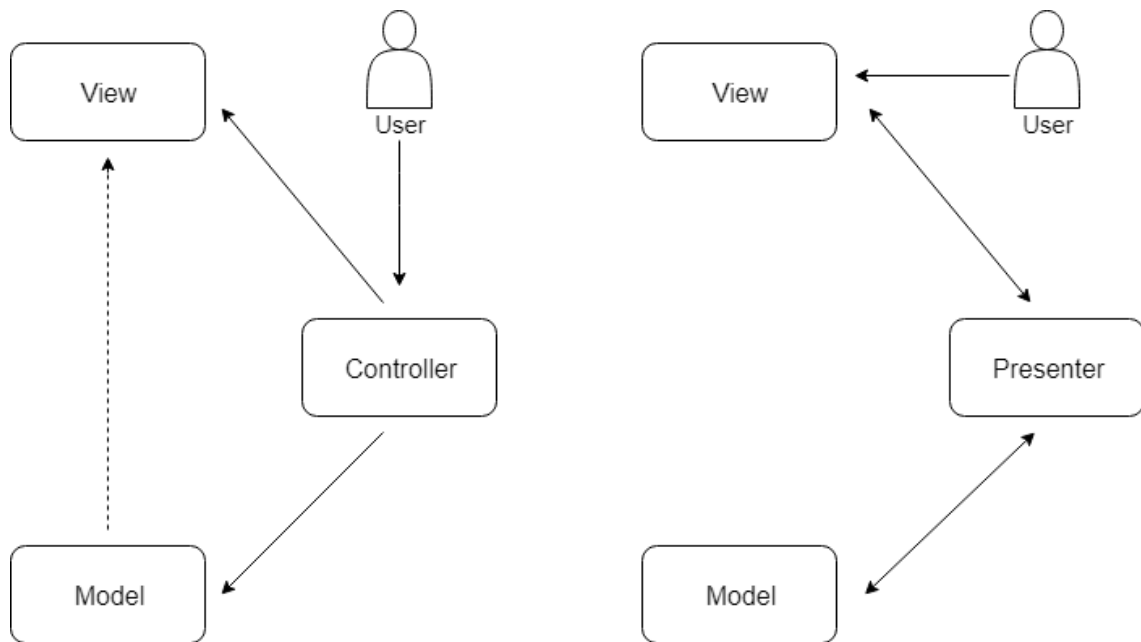 View
User
Controller
Model
View
User
Presenter
Model